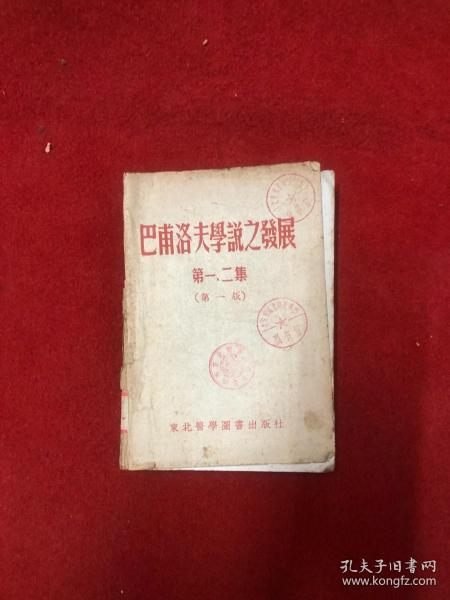 巴甫洛夫學説之發展
第一、二集
(第一版)
東北醫學圖書出版社
孔夫子旧书网
www.kongfz.com